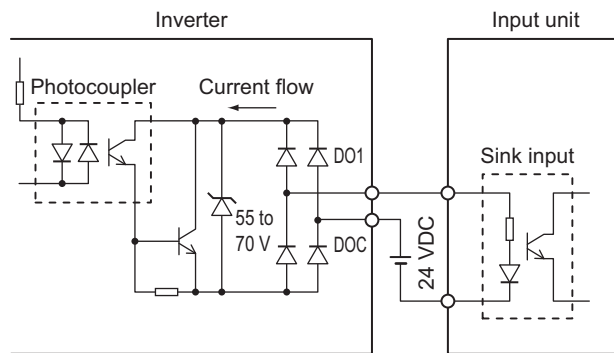 Inverter
Input unit
Photocoupler
Current flow
DO1
Sink input
55 to
70 V
DOC
24 VDC